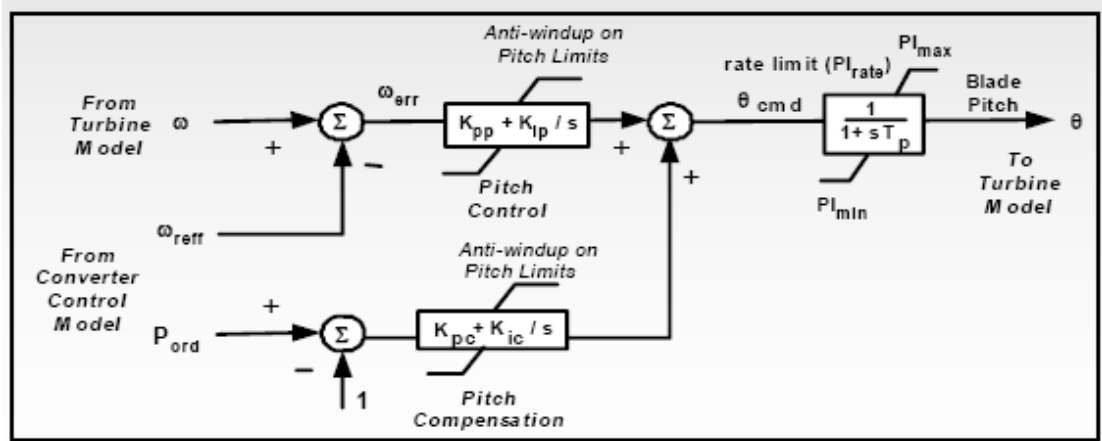 Anti-windup on
Pitch Limits
rate limit (PIrate)
PImax
From
Turbine
Model
ω
+
Σ
−
ωerr
Kpp + KIp / s
+
Σ
+
θcmd
1
1+ sTp
Blade
Pitch
θ
To
Turbine
Model
PImin
Pitch
Control
ωreff
From
Converter
Control
Model
Anti-windup on
Pitch Limits
Pord
+
Σ
−
1
Kpc+ Kic / s
Pitch
Compensation